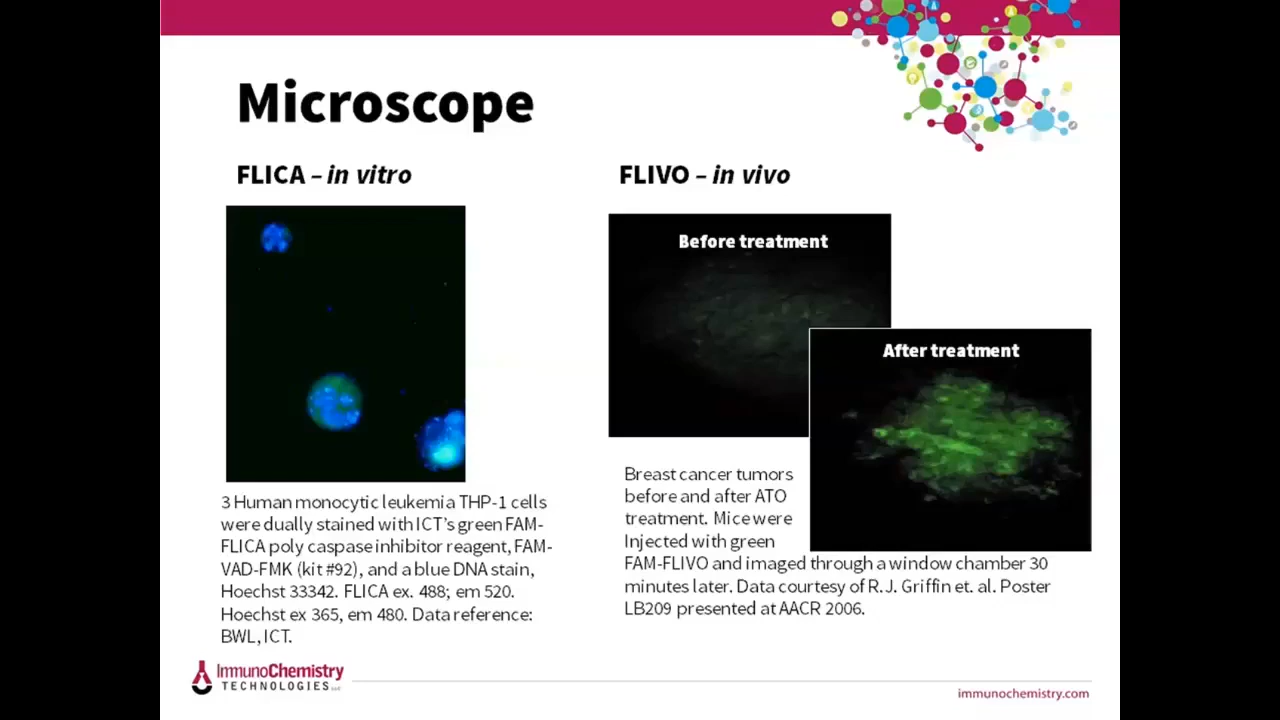 Microscope
FLICA – in vitro
FLIVO – in vivo
Before treatment
After treatment
3 Human monocytic leukemia THP-1 cells
were dually stained with ICT's green FAM-
FLICA poly caspase inhibitor reagent, FAM-
VAD-FMK (kit #92), and a blue DNA stain,
Hoechst 33342. FLICA ex. 488; em 520.
Hoechst ex 365, em 480. Data reference:
BWL, ICT.
Breast cancer tumors
before and after ATO
treatment. Mice were
Injected with green
FAM-FLIVO and imaged through a window chamber 30
minutes later. Data courtesy of R.J. Griffin et. al. Poster
LB209 presented at AACR 2006.
ImmunoChemistry
TECHNOLOGIES
immunochemistry.com